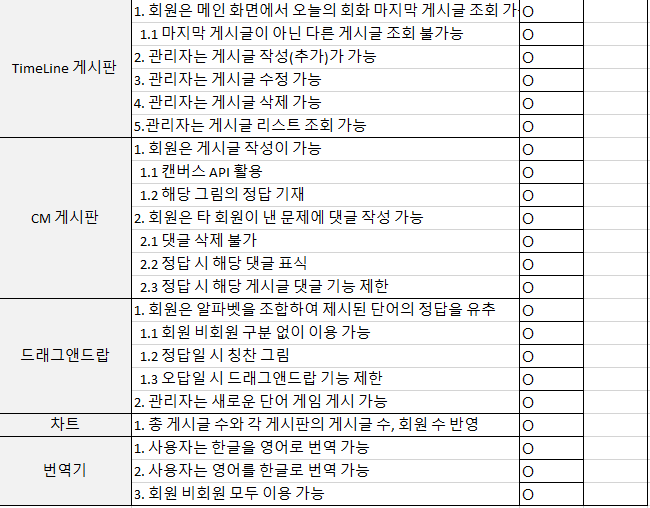 TimeLine 게시판
1. 회원은 메인 화면에서 오늘의 회화 마지막 게시글 조회 가 O
1.1 마지막 게시글이 아닌 다른 게시글 조회 불가능 O
2. 관리자는 게시글 작성(추가)가 가능 O
3. 관리자는 게시글 수정 가능 O
4. 관리자는 게시글 삭제 가능 O
5.관리자는 게시글 리스트 조회 가능 O
CM 게시판
1. 회원은 게시글 작성이 가능 O
1.1 캔버스 API 활용 O
1.2 해당 그림의 정답 기재 O
2. 회원은 타 회원이 낸 문제에 댓글 작성 가능 O
2.1 댓글 삭제 불가 O
2.2 정답 시 해당 댓글 표식 O
2.3 정답 시 해당 게시글 댓글 기능 제한 O
드래그앤드랍
1. 회원은 알파벳을 조합하여 제시된 단어의 정답을 유추 O
1.1 회원 비회원 구분 없이 이용 가능 O
1.2 정답일 시 칭찬 그림 O
1.3 오답일 시 드래그앤드랍 기능 제한 O
2. 관리자는 새로운 단어 게임 게시 가능 O
차트
1. 총 게시글 수와 각 게시판의 게시글 수, 회원 수 반영 O
번역기
1. 사용자는 한글을 영어로 번역 가능 O
2. 사용자는 영어를 한글로 번역 가능 O
3. 회원 비회원 모두 이용 가능 O